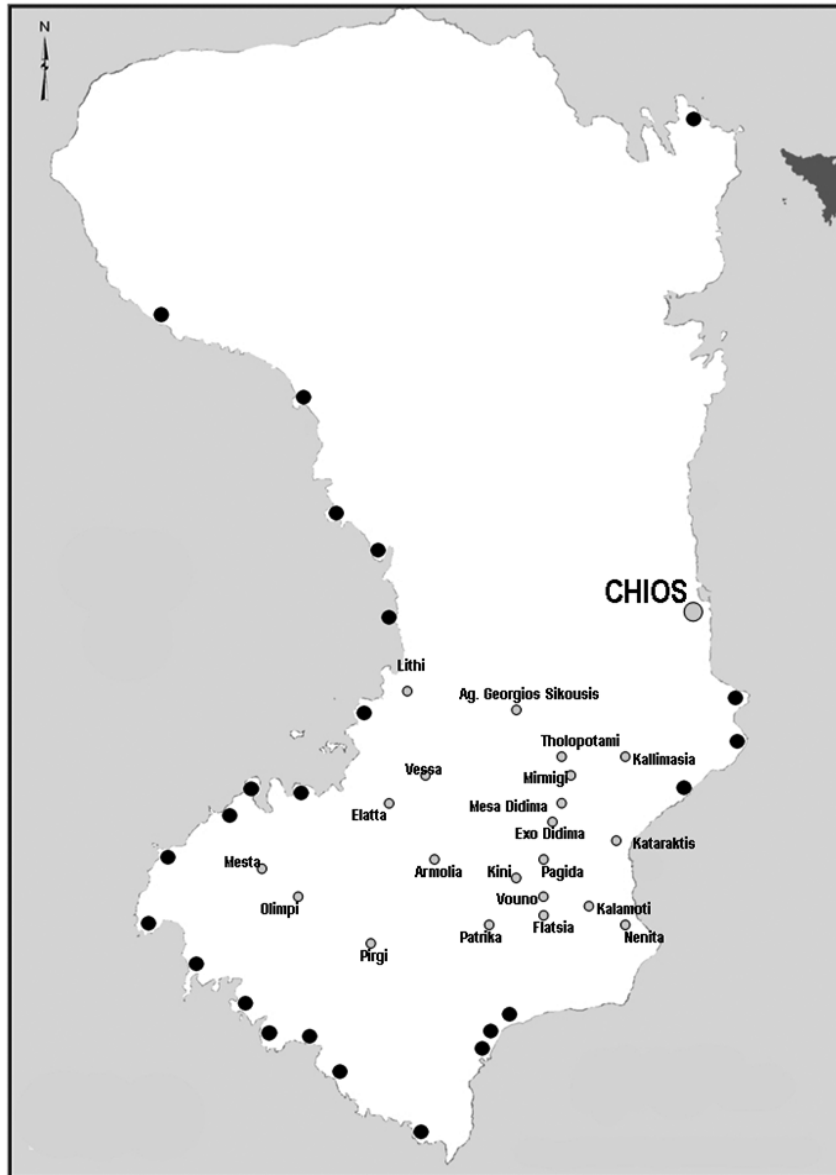 N
CHIOS
Lithi
Ag. Georgios Sikousis
Tholopotami
Kallimasia
Vessa
Mirmigi
Elatta
Mesa Didima
Exo Didima
Kataraktis
Mesta
Armolia
Kini
Pagida
Olimpi
Vouno
Kalamoti
Flatsia
Patrika
Nenita
Pirgi